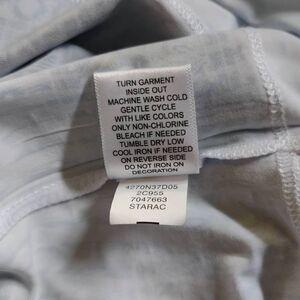 TURN GARMENT
INSIDE OUT
MACHINE WASH COLD
GENTLE CYCLE
WITH LIKE COLORS
ONLY NON-CHLORINE
BLEACH IF NEEDED
TUMBLE DRY LOW
COOL IRON IF NEEDED
ON REVERSE SIDE
DO NOT IRON ON
DECORATION
4270N37D05
2C955
7047663
STARAC